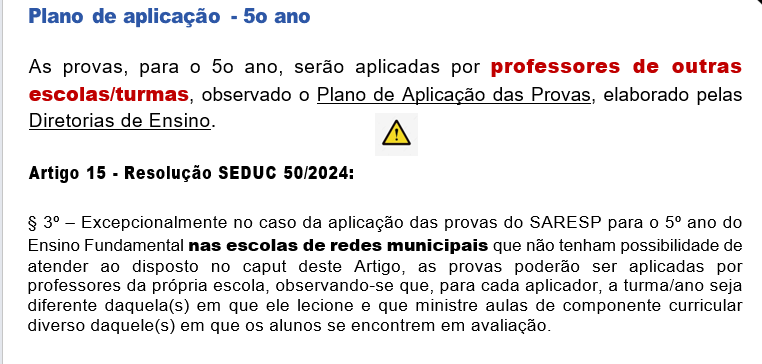 Plano de aplicação - 5o ano
As provas, para o 5o ano, serão aplicadas por professores de outras
escolas/turmas, observado o Plano de Aplicação das Provas, elaborado pelas
Diretorias de Ensino.
Artigo 15 - Resolução SEDUC 50/2024:
§ 3º – Excepcionalmente no caso da aplicação das provas do SARESP para o 5º ano do
Ensino Fundamental nas escolas de redes municipais que não tenham possibilidade de
atender ao disposto no caput deste Artigo, as provas poderão ser aplicadas por
professores da própria escola, observando-se que, para cada aplicador, a turma/ano seja
diferente daquela(s) em que ele lecione e que ministre aulas de componente curricular
diverso daquele(s) em que os alunos se encontrem em avaliação.